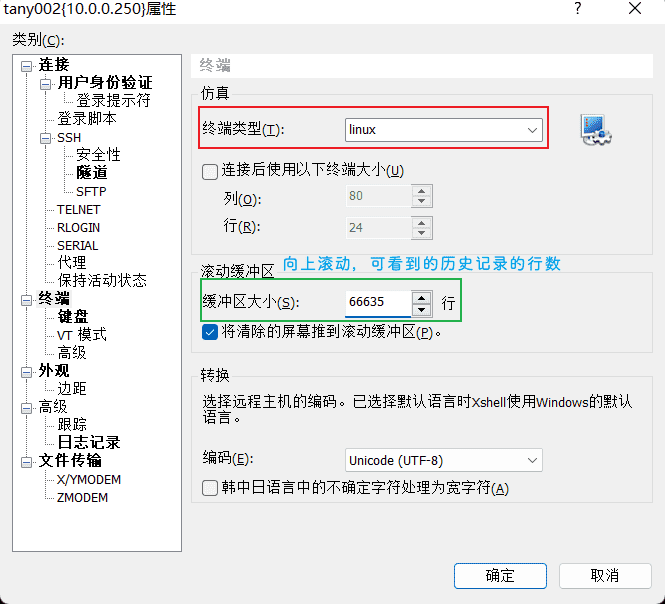 tany002{10.0.0.250}属性
?
类别(C):
连接
用户身份验证
登录提示符
登录脚本
SSH
安全性
隧道
SFTP
TELNET
RLOGIN
SERIAL
代理
保持活动状态
终端
键盘
VT 模式
高级
外观
边距
高级
跟踪
日志记录
文件传输
X/YMODEM
ZMODEM
终端
仿真
终端类型(T):
linux
连接后使用以下终端大小(U)
列(O):
80
行(R):
24
滚动缓冲区
向上滚动，可看到的历史记录的行数
缓冲区大小(S):
66635
行
将清除的屏幕推到滚动缓冲区(P)。
转换
选择远程主机的编码。已选择默认语言时Xshell使用Windows的默认
语言。
编码(E):
Unicode (UTF-8)
韩中日语言中的不确定字符处理为宽字符(A)
确定
取消